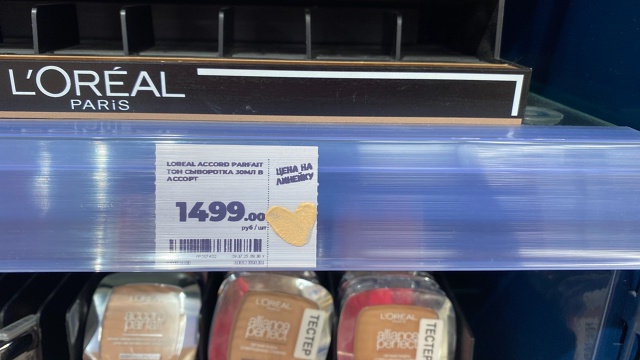 L'ORÉAL
PARIS
LOREAL ACCORD PARFAIT
ТОН СЫВОРОТКА 30МЛ В
АССОРТ
ЦЕНА НА
ЛИНЕЙКУ
1499.00
руб / шт
L'ORÉAL
accord
parfait
L'ORÉAL
alliance
perfect
ТЕСТЕР
L'ORÉAL
alliance
perfect
ТЕСТЕР